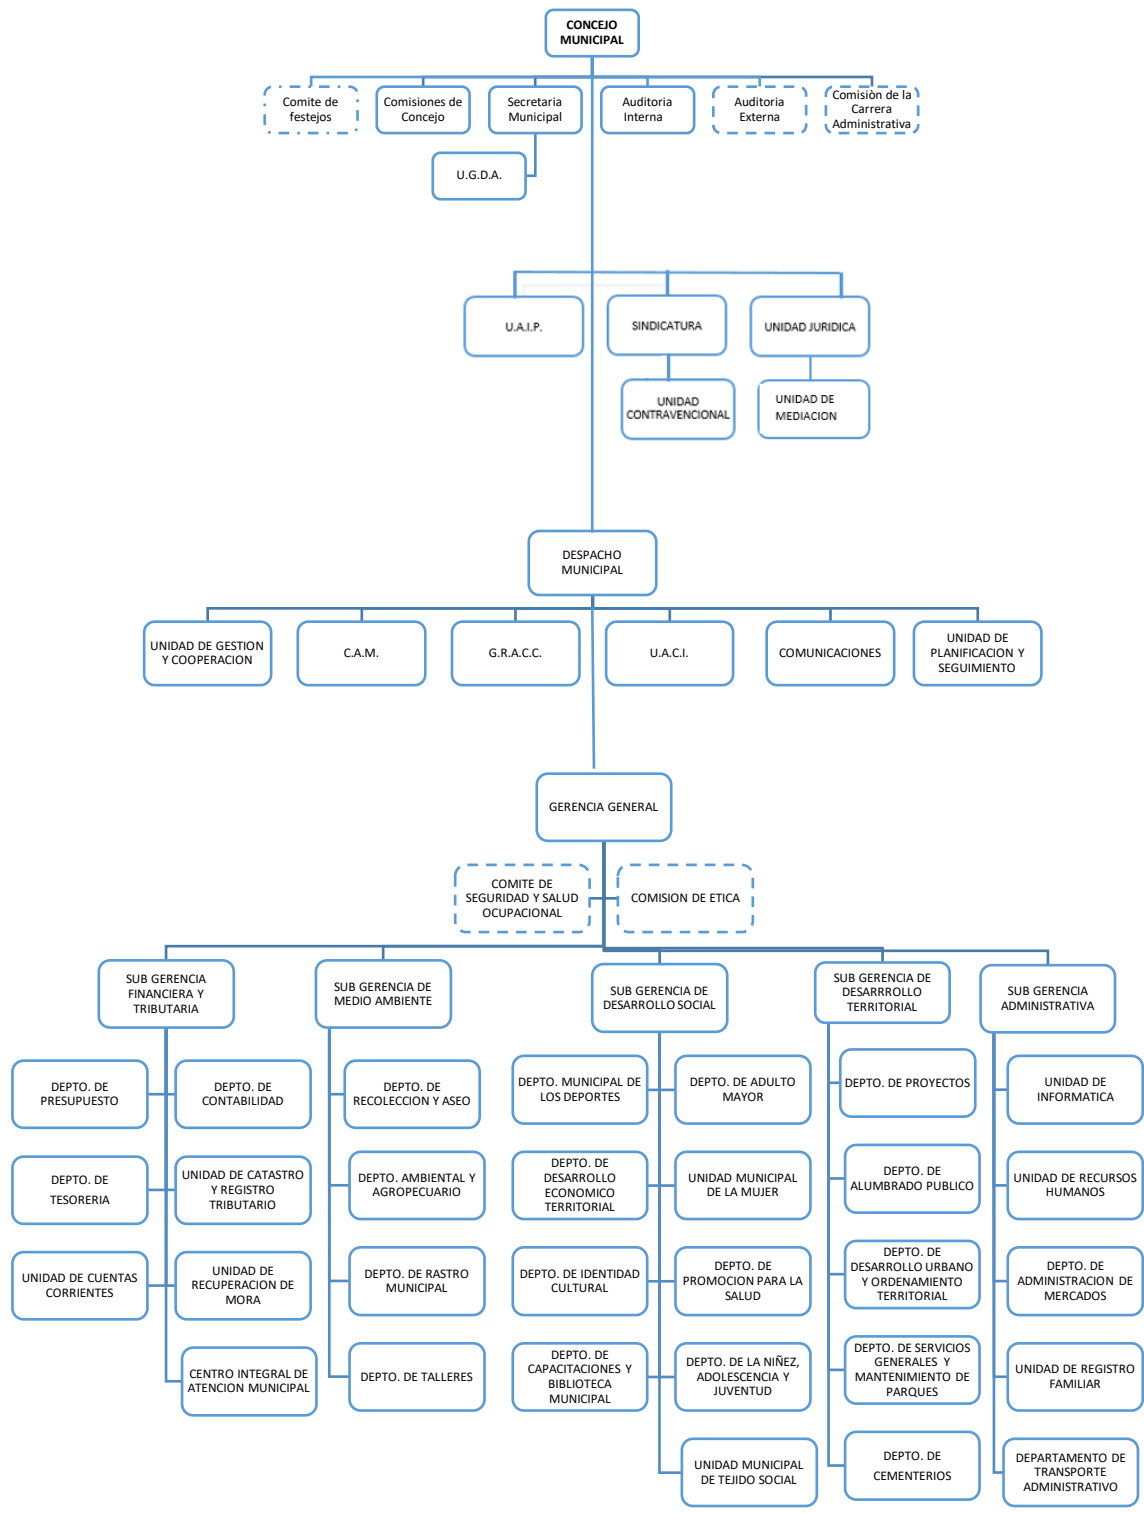 CONCEJO
MUNICIPAL
Comite de
festejos
Comisiones de
Concejo
Secretaria
Municipal
Auditoria
Interna
Auditoria
Externa
Comisiòn de la
Carrera
Administrativa
U.G.D.A.
U.A.I.P.
SINDICATURA
UNIDAD JURIDICA
UNIDAD
CONTRAVENCIONAL
UNIDAD DE
MEDIACION
DESPACHO
MUNICIPAL
UNIDAD DE GESTION
Y COOPERACION
C.A.M.
G.R.A.C.C.
U.A.C.I.
COMUNICACIONES
UNIDAD DE
PLANIFICACION Y
SEGUIMIENTO
GERENCIA GENERAL
COMITE DE
SEGURIDAD Y SALUD
OCUPACIONAL
COMISION DE ETICA
SUB GERENCIA
FINANCIERA Y
TRIBUTARIA
SUB GERENCIA DE
MEDIO AMBIENTE
SUB GERENCIA DE
DESARROLLO SOCIAL
SUB GERENCIA DE
DESARRROLLO
TERRITORIAL
SUB GERENCIA
ADMINISTRATIVA
DEPTO. DE
PRESUPUESTO
DEPTO. DE
CONTABILIDAD
DEPTO. DE
RECOLECCION Y ASEO
DEPTO. MUNICIPAL DE
LOS DEPORTES
DEPTO. DE ADULTO
MAYOR
DEPTO. DE PROYECTOS
UNIDAD DE
INFORMATICA
DEPTO. DE
TESORERIA
UNIDAD DE CATASTRO
Y REGISTRO
TRIBUTARIO
DEPTO. AMBIENTAL Y
AGROPECUARIO
DEPTO. DE
DESARROLLO
ECONOMICO
TERRITORIAL
UNIDAD MUNICIPAL
DE LA MUJER
DEPTO. DE
ALUMBRADO PUBLICO
UNIDAD DE RECURSOS
HUMANOS
UNIDAD DE CUENTAS
CORRIENTES
UNIDAD DE
RECUPERACION DE
MORA
DEPTO. DE RASTRO
MUNICIPAL
DEPTO. DE IDENTIDAD
CULTURAL
DEPTO. DE
PROMOCION PARA LA
SALUD
DEPTO. DE
DESARROLLO URBANO
Y ORDENAMIENTO
TERRITORIAL
DEPTO. DE
ADMINISTRACION DE
MERCADOS
CENTRO INTEGRAL DE
ATENCION MUNICIPAL
DEPTO. DE TALLERES
DEPTO. DE
CAPACITACIONES Y
BIBLIOTECA
MUNICIPAL
DEPTO. DE LA NIÑEZ,
ADOLESCENCIA Y
JUVENTUD
DEPTO. DE SERVICIOS
GENERALES Y
MANTENIMIENTO DE
PARQUES
UNIDAD DE REGISTRO
FAMILIAR
UNIDAD MUNICIPAL
DE TEJIDO SOCIAL
DEPTO. DE
CEMENTERIOS
DEPARTAMENTO DE
TRANSPORTE
ADMINISTRATIVO